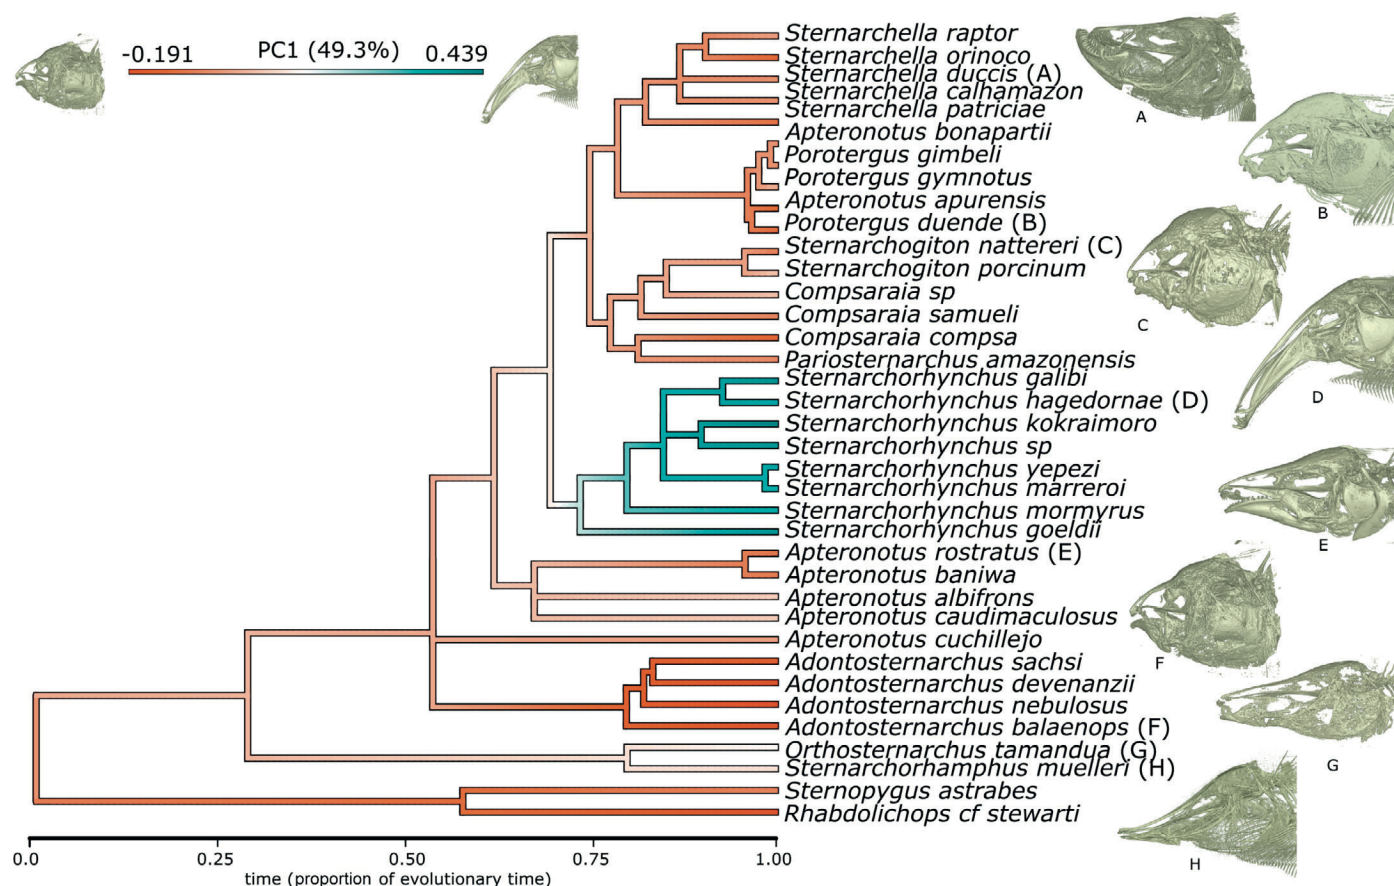 -0.191 PC1 (49.3%) 0.439
Sternarchella raptor
Sternarchella orinoco
Sternarchella duccis (A)
Sternarchella calhamazon
Sternarchella patriciae
Apteronotus bonapartii
Porotergus gimbeli
Porotergus gymnotus
Apteronotus apurensis
Porotergus duende (B)
Sternarchogiton nattereri (C)
Sternarchogiton porcinum
Compsaraia sp
Compsaraia samueli
Compsaraia compsa
Pariosternarchus amazonensis
Sternarchorhynchus galibi
Sternarchorhynchus hagedornae (D)
Sternarchorhynchus kokraimoro
Sternarchorhynchus sp
Sternarchorhynchus yepezi
Sternarchorhynchus marreroi
Sternarchorhynchus mormyrus
Sternarchorhynchus goeldii
Apteronotus rostratus (E)
Apteronotus baniwa
Apteronotus albifrons
Apteronotus caudimaculosus
Apteronotus cuchillejo
Adontosternarchus sachsi
Adontosternarchus devenanzii
Adontosternarchus nebulosus
Adontosternarchus balaenops (F)
Orthosternarchus tamandua (G)
Sternarchorhamphus muelleri (H)
Sternopygus astrabes
Rhabdolichops cf stewarti
A
B
C
D
E
F
G
H
0.0 0.25 0.50 0.75 1.00
time (proportion of evolutionary time)